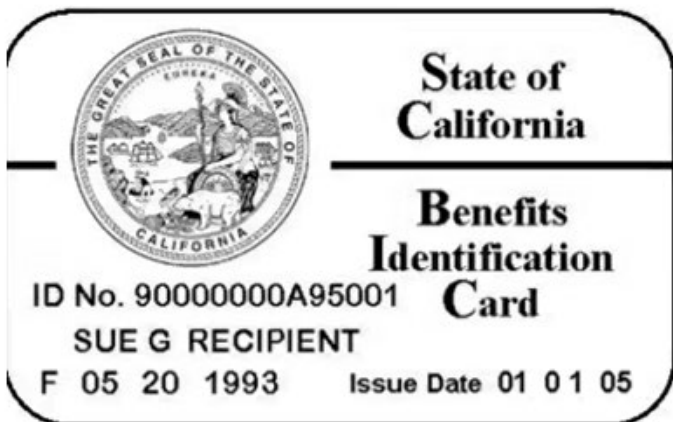 THE GREAT SEAL OF THE STATE OF CALIFORNIA
EUREKA
State of
California
Benefits
Identification
Card
ID No. 90000000A95001
SUE G RECIPIENT
F 05 20 1993 Issue Date 01 0 1 05